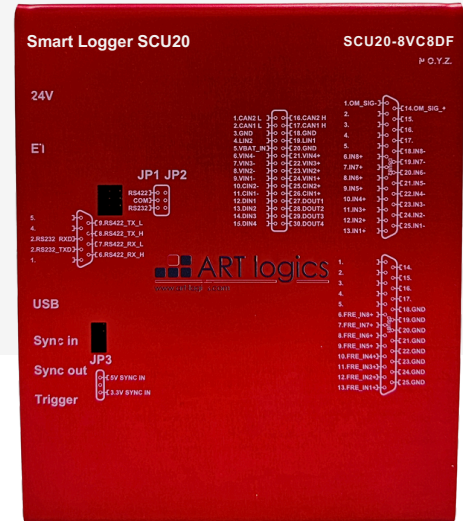 Smart Logger SCU20
SCU20-8VC8DF
O.Y.Z.
24V
JP1 JP2
RS422
COM
RS232
5.
4.
2.RS232 RXD
2.RS232_TXD
1.
9.RS422_TX_L
8.RS422_TX_H
7.RS422_RX_L
6.RS422_RX_H
1.CAN2 L
2.CAN1 L
3.GND
4.LIN2
5.VBAT_IN
6.VIN4-
7.VIN3-
8.VIN2-
9.VIN1-
10.CIN2-
11.CIN1-
12.DIN1
13.DIN2
14.DIN3
15.DIN4
16.CAN2 H
17.CAN1 H
18.GND
19.LIN1
20.GND
21.VIN4+
22.VIN3+
23.VIN2+
24.VIN1+
25.CIN2+
26.CIN1+
27.DOUT1
28.DOUT2
29.DOUT3
30.DOUT4
1.OM_SIG-
2.
3.
4.
5.
6.IN8+
7.IN7+
8.IN6+
9.IN5+
10.IN4+
11.IN3+
12.IN2+
13.IN1+
14.OM_SIG_+
15.
16.
17.
18.IN8-
19.IN7-
20.IN6-
21.IN5-
22.IN4-
23.IN3-
24.IN2-
25.IN1-
ART logics
1.
2.
3.
4.
5.
6.FRE_IN8+
7.FRE_IN7+
8.FRE_IN6+
9.FRE_IN5+
10.FRE_IN4+
11.FRE_IN3+
12.FRE_IN2+
13.FRE_IN1+
14.
15.
16.
17.
18.GND
19.GND
20.GND
21.GND
22.GND
23.GND
24.GND
25.GND
USB
Sync in
JP3
Sync out
5V SYNC IN
3.3V SYNC IN
Trigger